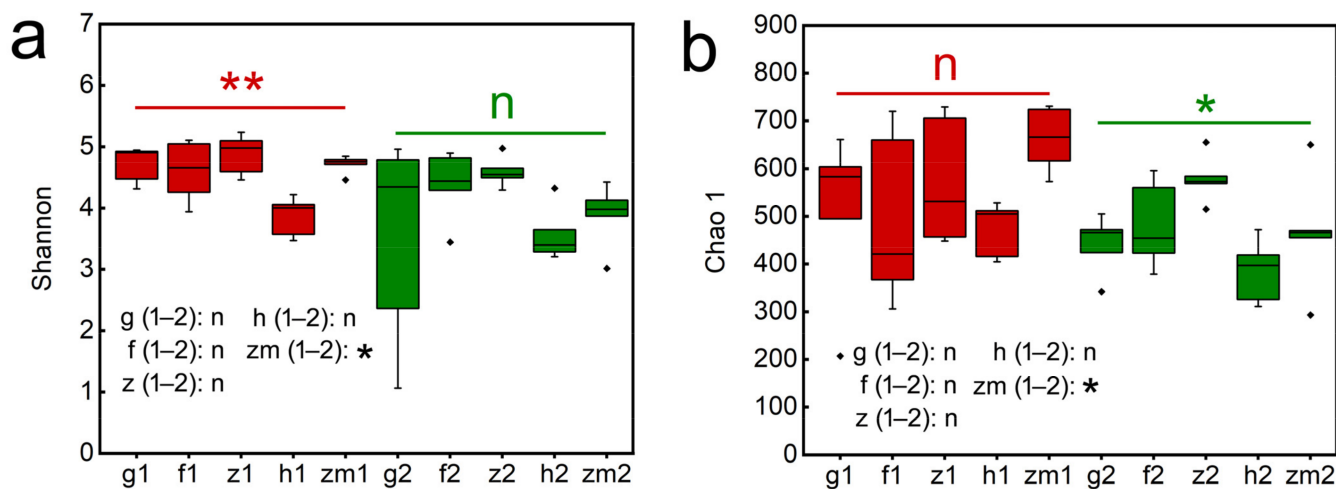 a
Shannon
7
6
5
4
3
2
1
0
**
n
g (1–2): n h (1–2): n
f (1–2): n zm (1–2): *
z (1–2): n
g1 f1 z1 h1 zm1 g2 f2 z2 h2 zm2
b
Chao 1
900
800
700
600
500
400
300
200
100
0
n
*
g (1–2): n h (1–2): n
f (1–2): n zm (1–2): *
z (1–2): n
g1 f1 z1 h1 zm1 g2 f2 z2 h2 zm2